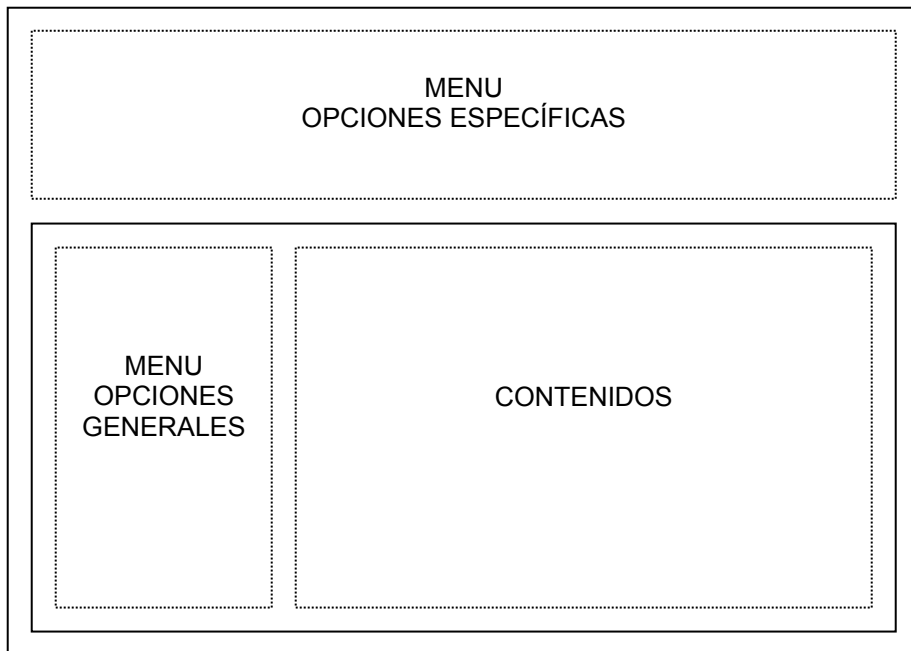 MENU
OPCIONES ESPECÍFICAS
MENU
OPCIONES
GENERALES
CONTENIDOS